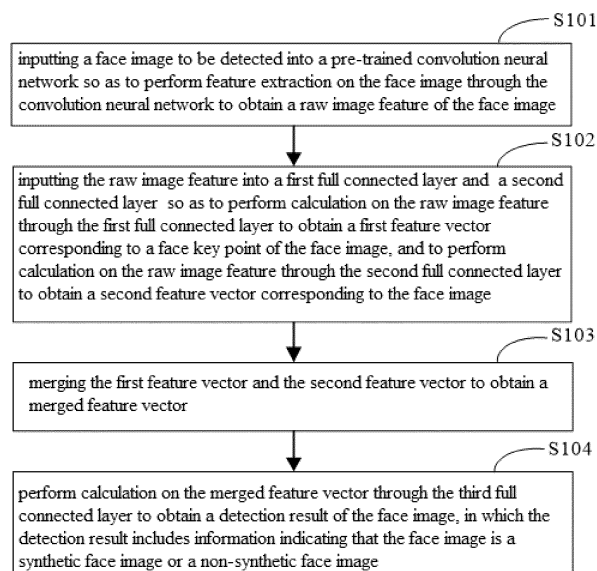 S101
inputting a face image to be detected into a pre-trained convolution neural
network so as to perform feature extraction on the face image through the
convolution neural network to obtain a raw image feature of the face image
S102
inputting the raw image feature into a first full connected layer and a second
full connected layer so as to perform calculation on the raw image feature
through the first full connected layer to obtain a first feature vector
corresponding to a face key point of the face image, and to perform
calculation on the raw image feature through the second full connected layer
to obtain a second feature vector corresponding to the face image
S103
merging the first feature vector and the second feature vector to obtain a
merged feature vector
S104
perform calculation on the merged feature vector through the third full
connected layer to obtain a detection result of the face image, in which the
detection result includes information indicating that the face image is a
synthetic face image or a non-synthetic face image